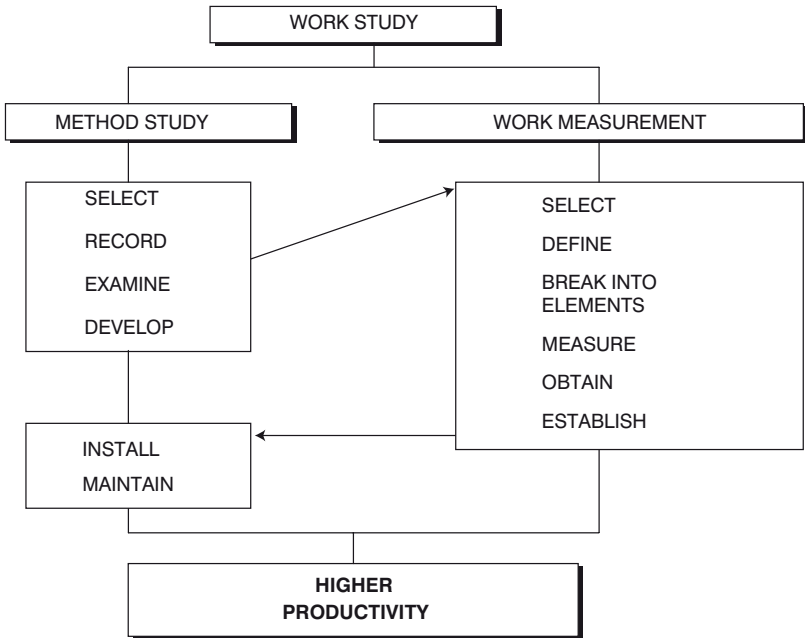 WORK STUDY
METHOD STUDY
WORK MEASUREMENT
SELECT
RECORD
EXAMINE
DEVELOP
SELECT
DEFINE
BREAK INTO
ELEMENTS
MEASURE
OBTAIN
ESTABLISH
INSTALL
MAINTAIN
HIGHER
PRODUCTIVITY